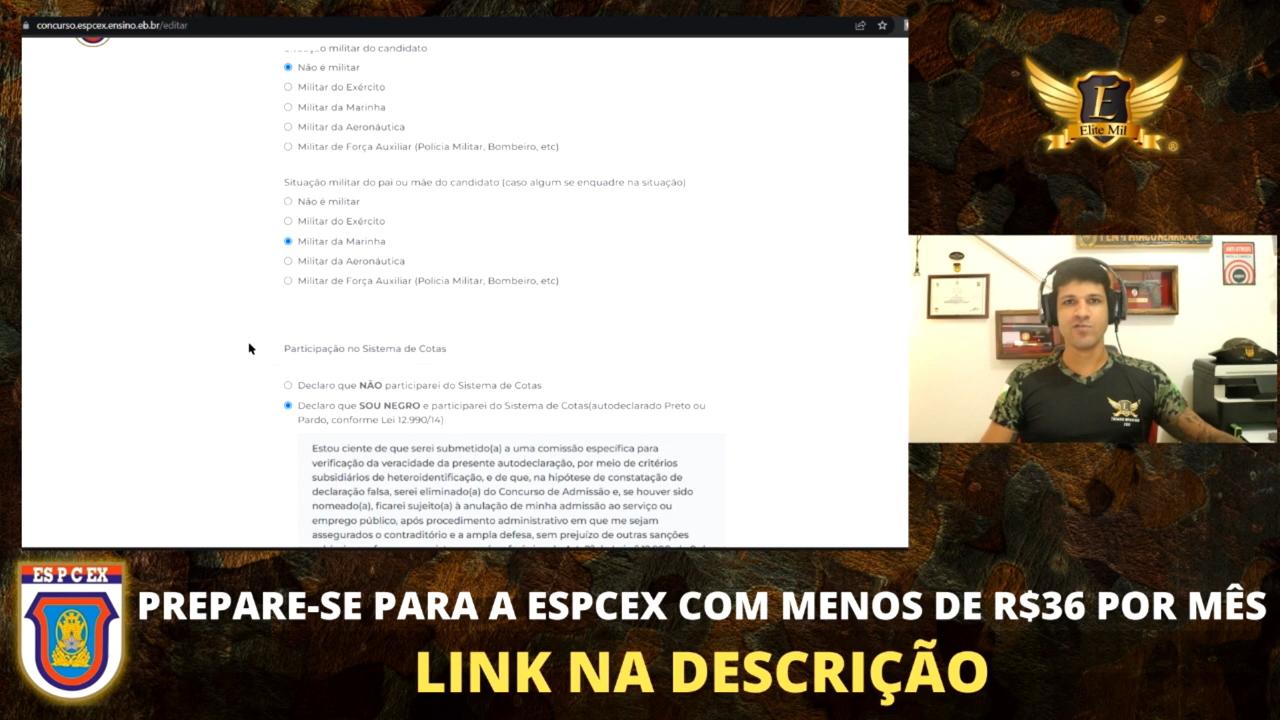 concurso.espcex.ensino.eb.br/editar
militar do candidato
Não é militar
Militar do Exército
Militar da Marinha
Militar da Aeronáutica
Militar de Força Auxiliar (Policia Militar, Bombeiro, etc)
Situação militar do pai ou mãe do candidato (caso algum se enquadre na situação)
Não é militar
Militar do Exército
Militar da Marinha
Militar da Aeronáutica
Militar de Força Auxiliar (Policia Militar, Bombeiro, etc)
Participação no Sistema de Cotas
Declaro que NÃO participarei do Sistema de Cotas
Declaro que SOU NEGRO e participarei do Sistema de Cotas(autodeclarado Preto ou
Pardo, conforme Lei 12.990/14)
Estou ciente de que serei submetido(a) a uma comissão específica para
verificação da veracidade da presente autodeclaração, por meio de critérios
subsidiários de heteroidentificação, e de que, na hipótese de constatação de
declaração falsa, serei eliminado(a) do Concurso de Admissão e, se houver sido
nomeado(a), ficarei sujeito(a) à anulação de minha admissão ao serviço ou
emprego público, após procedimento administrativo em que me sejam
assegurados o contraditório e a ampla defesa, sem prejuízo de outras sanções
E
Elite Mil
®
ESPCEX
PREPARE-SE PARA A ESPCEX COM MENOS DE R$36 POR MÊS
LINK NA DESCRIÇÃO